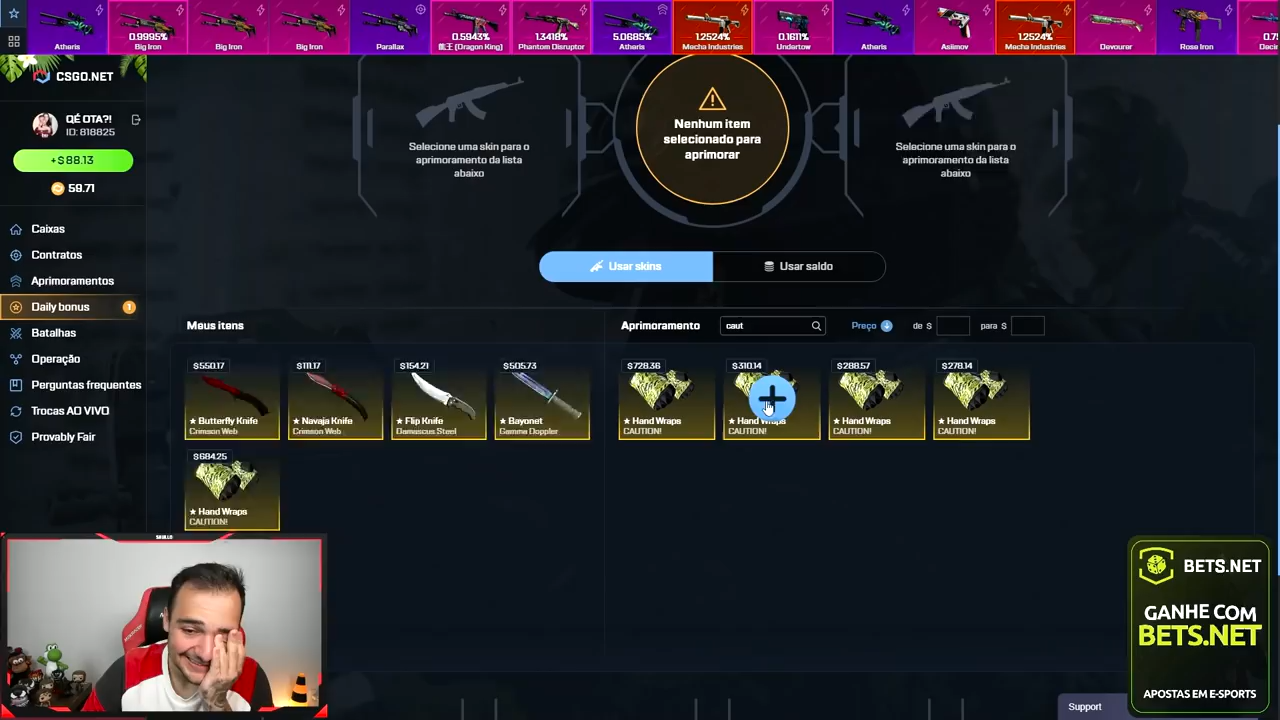 0.9995%
1.3418%
5.0685%
1.2524%
0.1611%
1.2524%
0.5943%
Atheris
Big Iron
Big Iron
Big Iron
Parallax
龍王 (Dragon King)
Phantom Disruptor
Atheris
Mecha Industries
Undertow
Atheris
Asiimov
Mecha Industries
Devourer
Rose Iron
CSGO.NET
QÉ OTA?!
ID: 818825
+$88.13
59.71
Caixas
Contratos
Aprimoramentos
Daily bonus
1
Batalhas
Operação
Perguntas frequentes
Trocas AO VIVO
Provably Fair
Selecione uma skin para o
aprimoramento da lista
abaixo
Nenhum item
selecionado para
aprimorar
Selecione uma skin para o
aprimoramento da lista
abaixo
Usar skins
Usar saldo
Meus itens
$550.17
★ Butterfly Knife
Crimson Web
$111.17
★ Navaja Knife
Crimson Web
$154.21
★ Flip Knife
Damascus Steel
$505.73
★ Bayonet
Gamma Doppler
$684.25
★ Hand Wraps
CAUTION!
Aprimoramento
caut
Preço
de $
para $
$728.36
★ Hand Wraps
CAUTION!
$310.14
★ Hand Wraps
CAUTION!
$288.57
★ Hand Wraps
CAUTION!
$278.14
★ Hand Wraps
CAUTION!
BETS.NET
GANHE COM
BETS.NET
APOSTAS EM E-SPORTS
Support